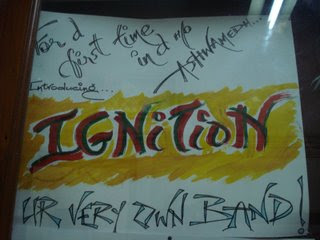 For d
first time
in d h/o
ASHWAMEDH...
Introducing...
IGNITION
UR VERY OWN BAND!